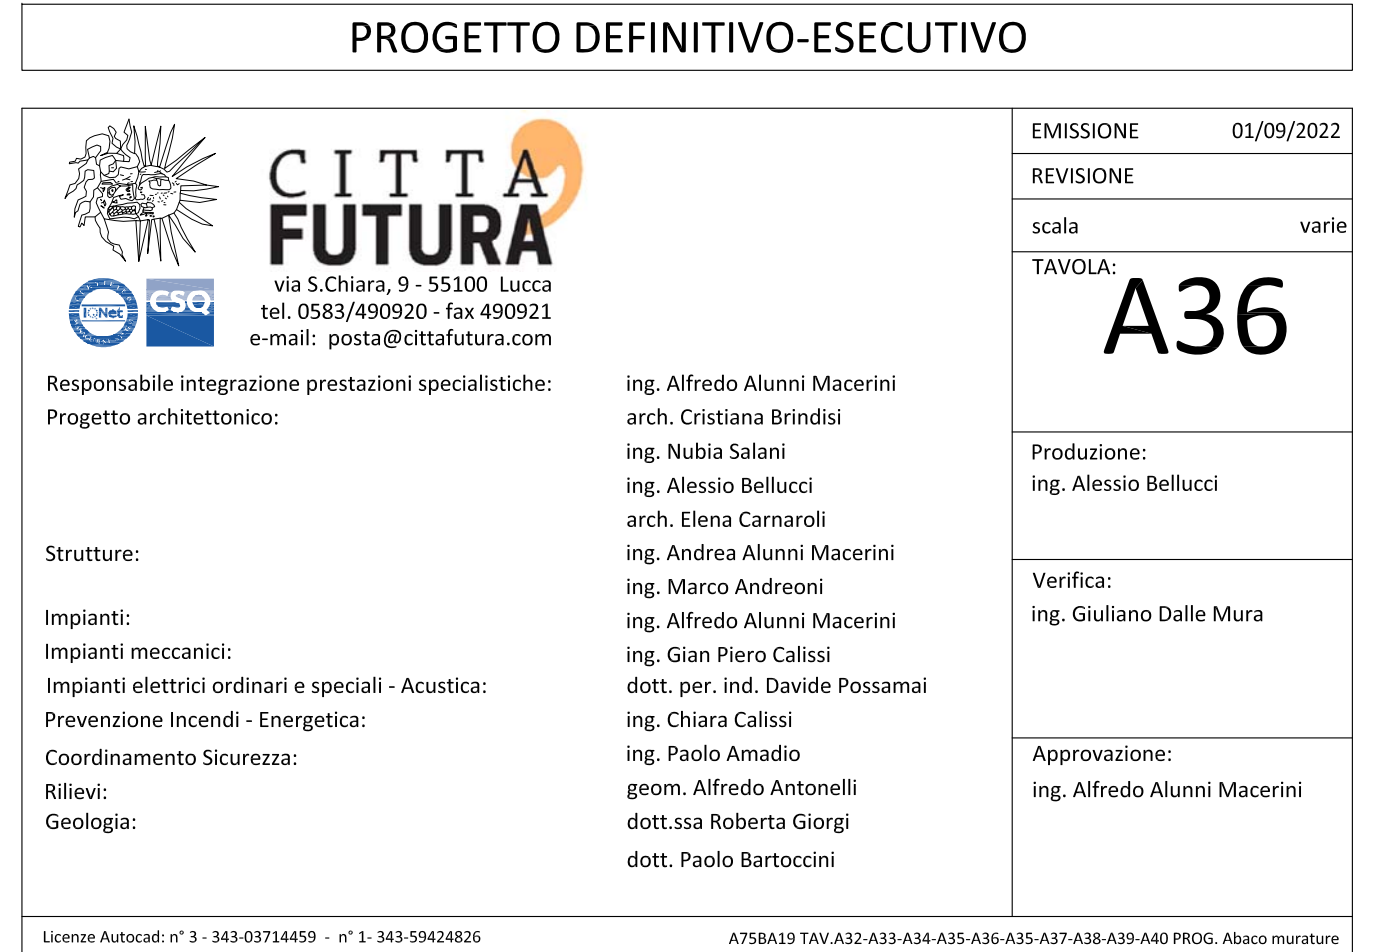 PROGETTO DEFINITIVO-ESECUTIVO
CITTA'
FUTURA
IQNet
CSQ
via S.Chiara, 9 - 55100 Lucca
tel. 0583/490920 - fax 490921
e-mail: posta@cittafutura.com
Responsabile integrazione prestazioni specialistiche: ing. Alfredo Alunni Macerini
Progetto architettonico: arch. Cristiana Brindisi
ing. Nubia Salani
ing. Alessio Bellucci
arch. Elena Carnaroli
Strutture: ing. Andrea Alunni Macerini
ing. Marco Andreoni
Impianti: ing. Alfredo Alunni Macerini
Impianti meccanici: ing. Gian Piero Calissi
Impianti elettrici ordinari e speciali - Acustica: dott. per. ind. Davide Possamai
Prevenzione Incendi - Energetica: ing. Chiara Calissi
Coordinamento Sicurezza: ing. Paolo Amadio
Rilievi: geom. Alfredo Antonelli
Geologia: dott.ssa Roberta Giorgi
dott. Paolo Bartoccini
EMISSIONE 01/09/2022
REVISIONE
scala varie
TAVOLA:
A36
Produzione:
ing. Alessio Bellucci
Verifica:
ing. Giuliano Dalle Mura
Approvazione:
ing. Alfredo Alunni Macerini
Licenze Autocad: n° 3 - 343-03714459 - n° 1- 343-59424826
A75BA19 TAV.A32-A33-A34-A35-A36-A35-A37-A38-A39-A40 PROG. Abaco murature